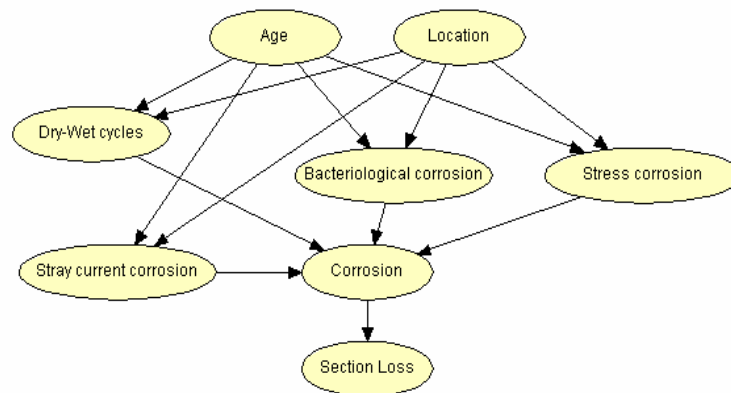 Age
Location
Dry-Wet cycles
Bacteriological corrosion
Stress corrosion
Stray current corrosion
Corrosion
Section Loss